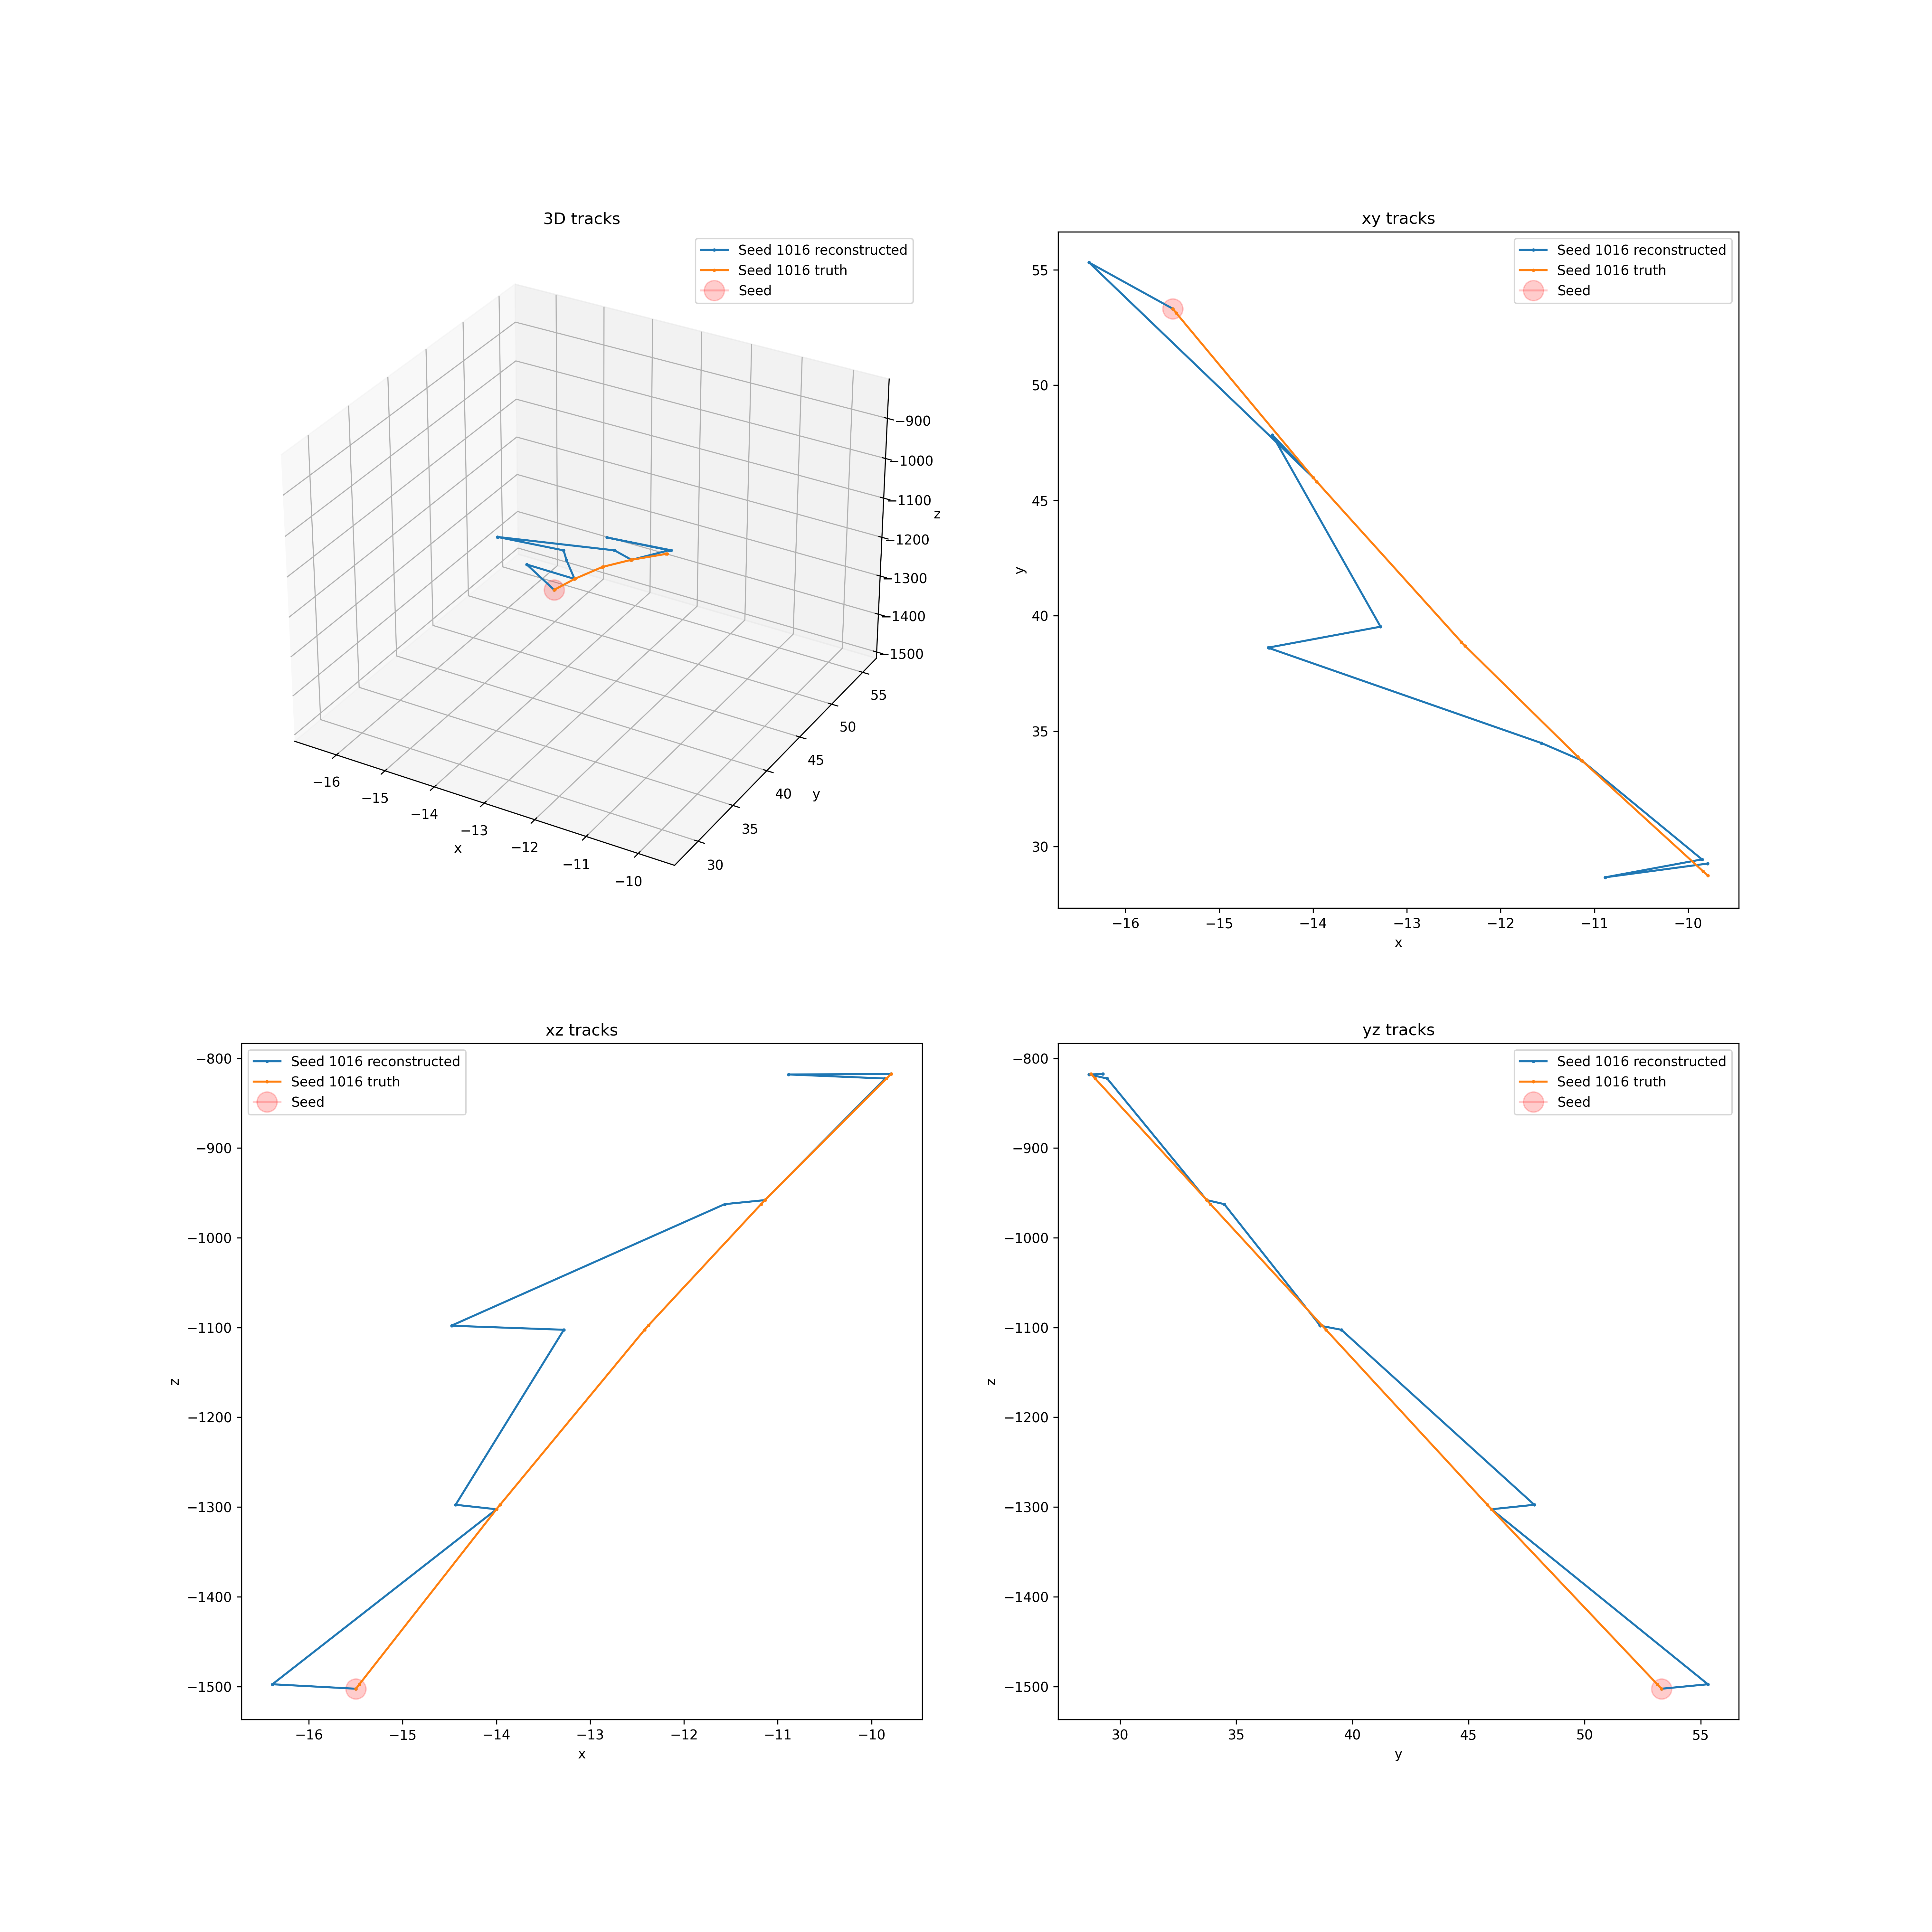 3D tracks
Seed 1016 reconstructed
Seed 1016 truth
Seed
−900
−1000
−1100
z
−1200
−1300
−1400
−1500
55
50
45
40
y
35
30
−16
−15
−14
−13
−12
−11
−10
x
xy tracks
Seed 1016 reconstructed
Seed 1016 truth
Seed
55
50
45
y
40
35
30
−16 −15 −14 −13 −12 −11 −10
x
xz tracks
Seed 1016 reconstructed
Seed 1016 truth
Seed
−800
−900
−1000
−1100
z
−1200
−1300
−1400
−1500
−16 −15 −14 −13 −12 −11 −10
x
yz tracks
Seed 1016 reconstructed
Seed 1016 truth
Seed
−800
−900
−1000
−1100
z
−1200
−1300
−1400
−1500
30 35 40 45 50 55
y